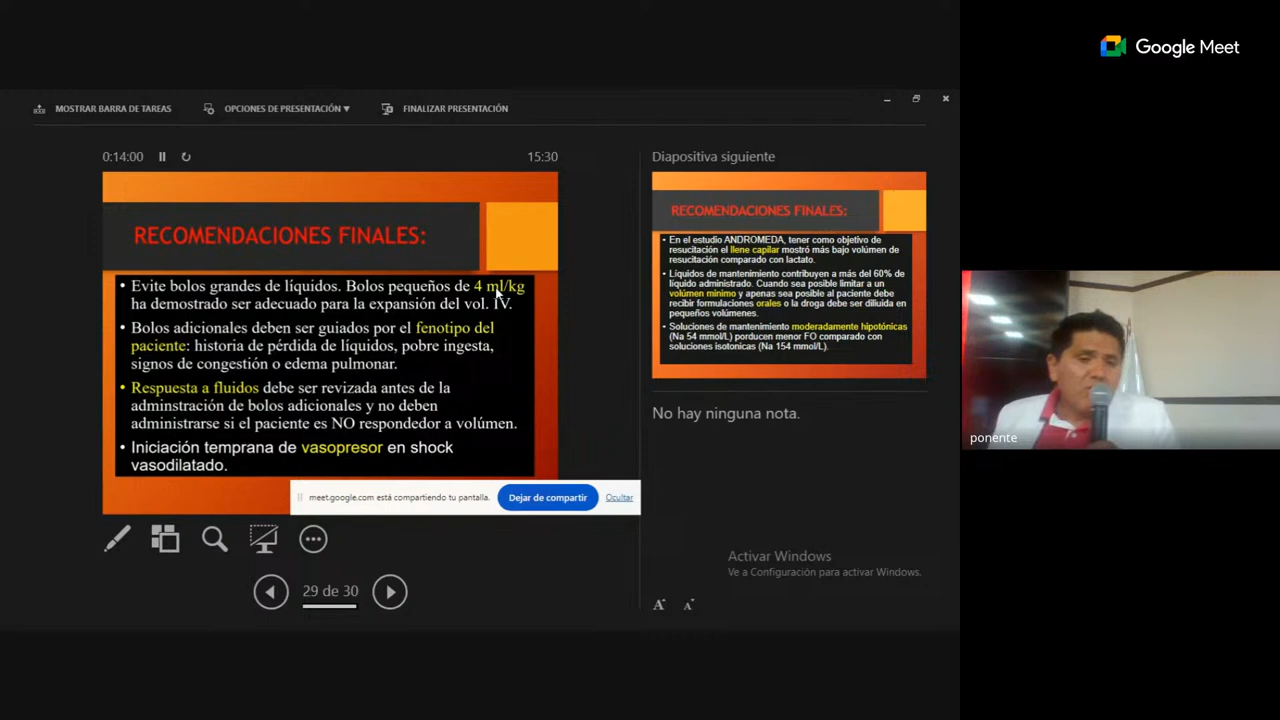 Google Meet
MOSTRAR BARRA DE TAREAS
OPCIONES DE PRESENTACIÓN ▼
FINALIZAR PRESENTACIÓN
0:14:00
15:30
RECOMENDACIONES FINALES:
• Evite bolos grandes de líquidos. Bolos pequeños de 4 ml/kg
ha demostrado ser adecuado para la expansión del vol. IV.
• Bolos adicionales deben ser guiados por el fenotipo del
paciente: historia de pérdida de líquidos, pobre ingesta,
signos de congestión o edema pulmonar.
• Respuesta a fluidos debe ser revizada antes de la
adminstración de bolos adicionales y no deben
administrarse si el paciente es NO respondedor a volúmen.
• Iniciación temprana de vasopresor en shock
vasodilatado.
meet.google.com está compartiendo tu pantalla.
Dejar de compartir
Ocultar
29 de 30
Diapositiva siguiente
RECOMENDACIONES FINALES:
• En el estudio ANDROMEDA, tener como objetivo de
resucitación el llene capilar mostró más bajo volúmen de
resucitación comparado con lactato.
• Líquidos de mantenimiento contribuyen a más del 60% de
líquido administrado. Cuando sea posible limitar a un
volúmen mínimo y apenas sea posible al paciente debe
recibir formulaciones orales o la droga debe ser diliuida en
pequeños volúmenes.
• Soluciones de mantenimiento moderadamente hipotónicas
(Na 54 mmol/L) porducen menor FO comparado con
soluciones isotonicas (Na 154 mmol/L).
No hay ninguna nota.
Activar Windows
Ve a Configuración para activar Windows.
A A
ponente